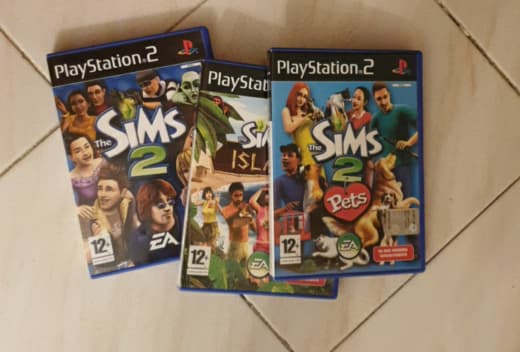 PlayStation®2
The SIMS
2
12+
EA
PlayStation
SIMS
ISL
12+
EA
PlayStation®2
The SIMS
2
Pets
12+
EA